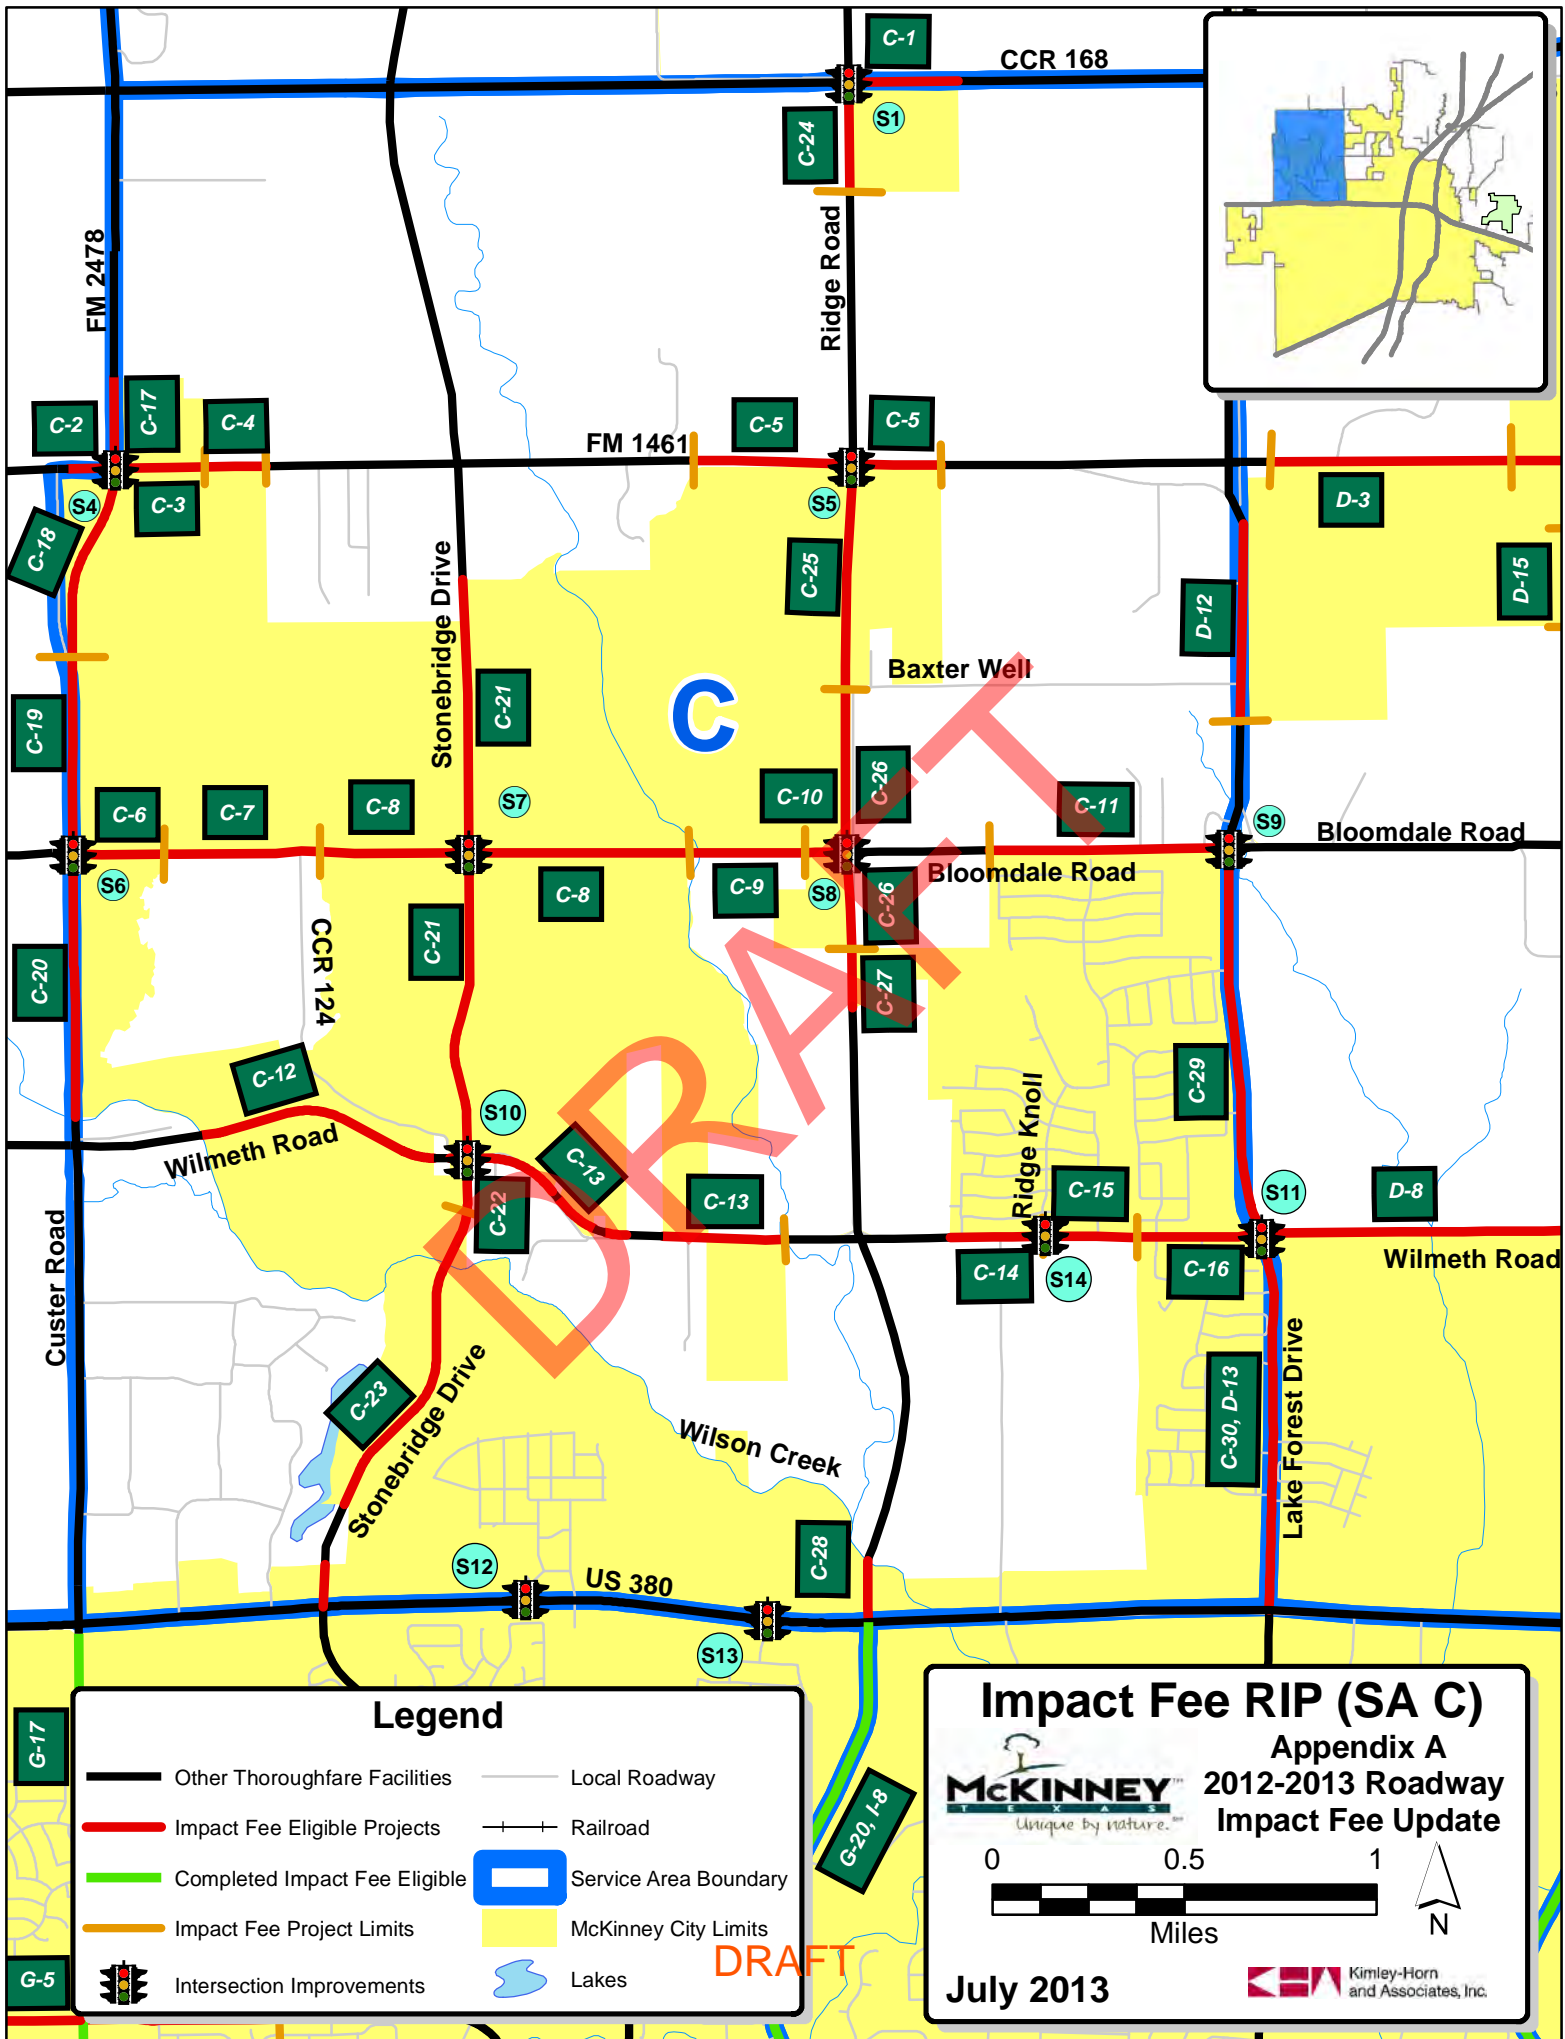 C-1
CCR 168
S1
C-24
Ridge Road
FM 2478
C-2
C-17
C-4
C-5
C-5
FM 1461
S4
C-3
S5
D-3
C-18
C-25
D-15
D-12
Stonebridge Drive
Baxter Well
C
C-19
C-21
C-6
C-7
C-8
S7
C-10
C-26
C-11
S9
Bloomdale Road
S6
C-8
C-9
S8
C-26
Bloomdale Road
C-20
CCR 124
C-21
C-27
C-12
S10
Ridge Knoll
C-29
Wilmeth Road
C-13
C-13
C-22
C-15
S11
D-8
Wilmeth Road
C-14
S14
C-16
Custer Road
C-23
Stonebridge Drive
C-30, D-13
Lake Forest Drive
Wilson Creek
S12
US 380
C-28
S13
DRAFT
G-17
G-5
G-20, I-8
Legend
Other Thoroughfare Facilities
Local Roadway
Impact Fee Eligible Projects
Railroad
Completed Impact Fee Eligible
Service Area Boundary
Impact Fee Project Limits
McKinney City Limits
Intersection Improvements
Lakes
DRAFT
Impact Fee RIP (SA C)
Appendix A
2012-2013 Roadway
Impact Fee Update
McKINNEY™
TEXAS
Unique by nature.℠
0 0.5 1
Miles
N
July 2013
Kimley-Horn
and Associates, Inc.